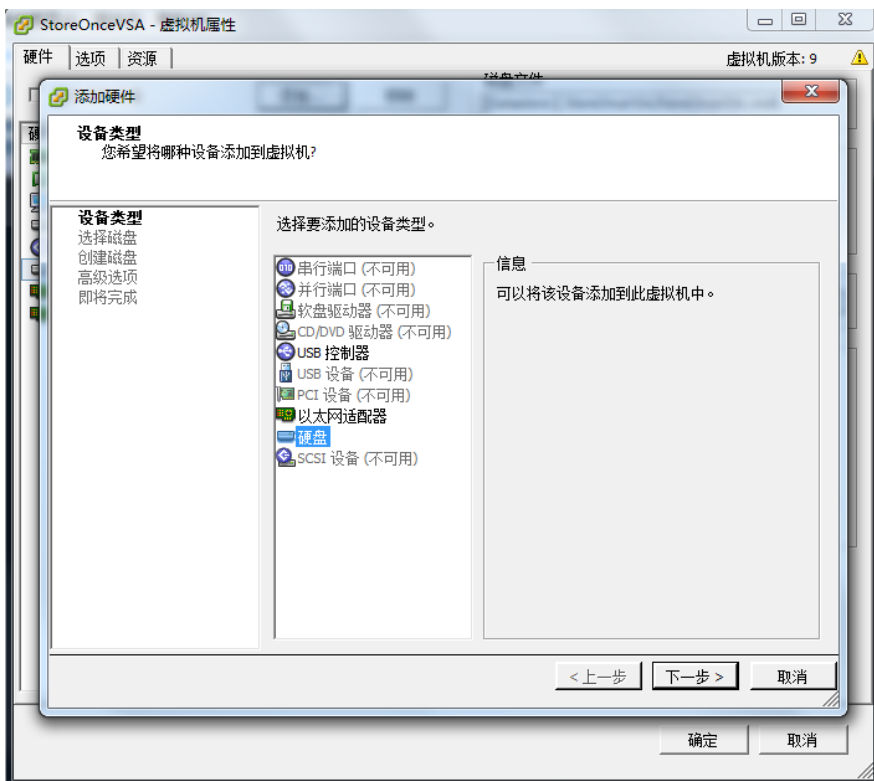 StoreOnceVSA - 虚拟机属性
硬件 选项 资源
虚拟机版本: 9
磁盘文件
添加硬件
设备类型
您希望将哪种设备添加到虚拟机?
设备类型
选择磁盘
创建磁盘
高级选项
即将完成
选择要添加的设备类型。
串行端口 (不可用)
并行端口 (不可用)
软盘驱动器 (不可用)
CD/DVD 驱动器 (不可用)
USB 控制器
USB 设备 (不可用)
PCI 设备 (不可用)
以太网适配器
硬盘
SCSI 设备 (不可用)
信息
可以将该设备添加到此虚拟机中。
<上一步
下一步 >
取消
确定
取消